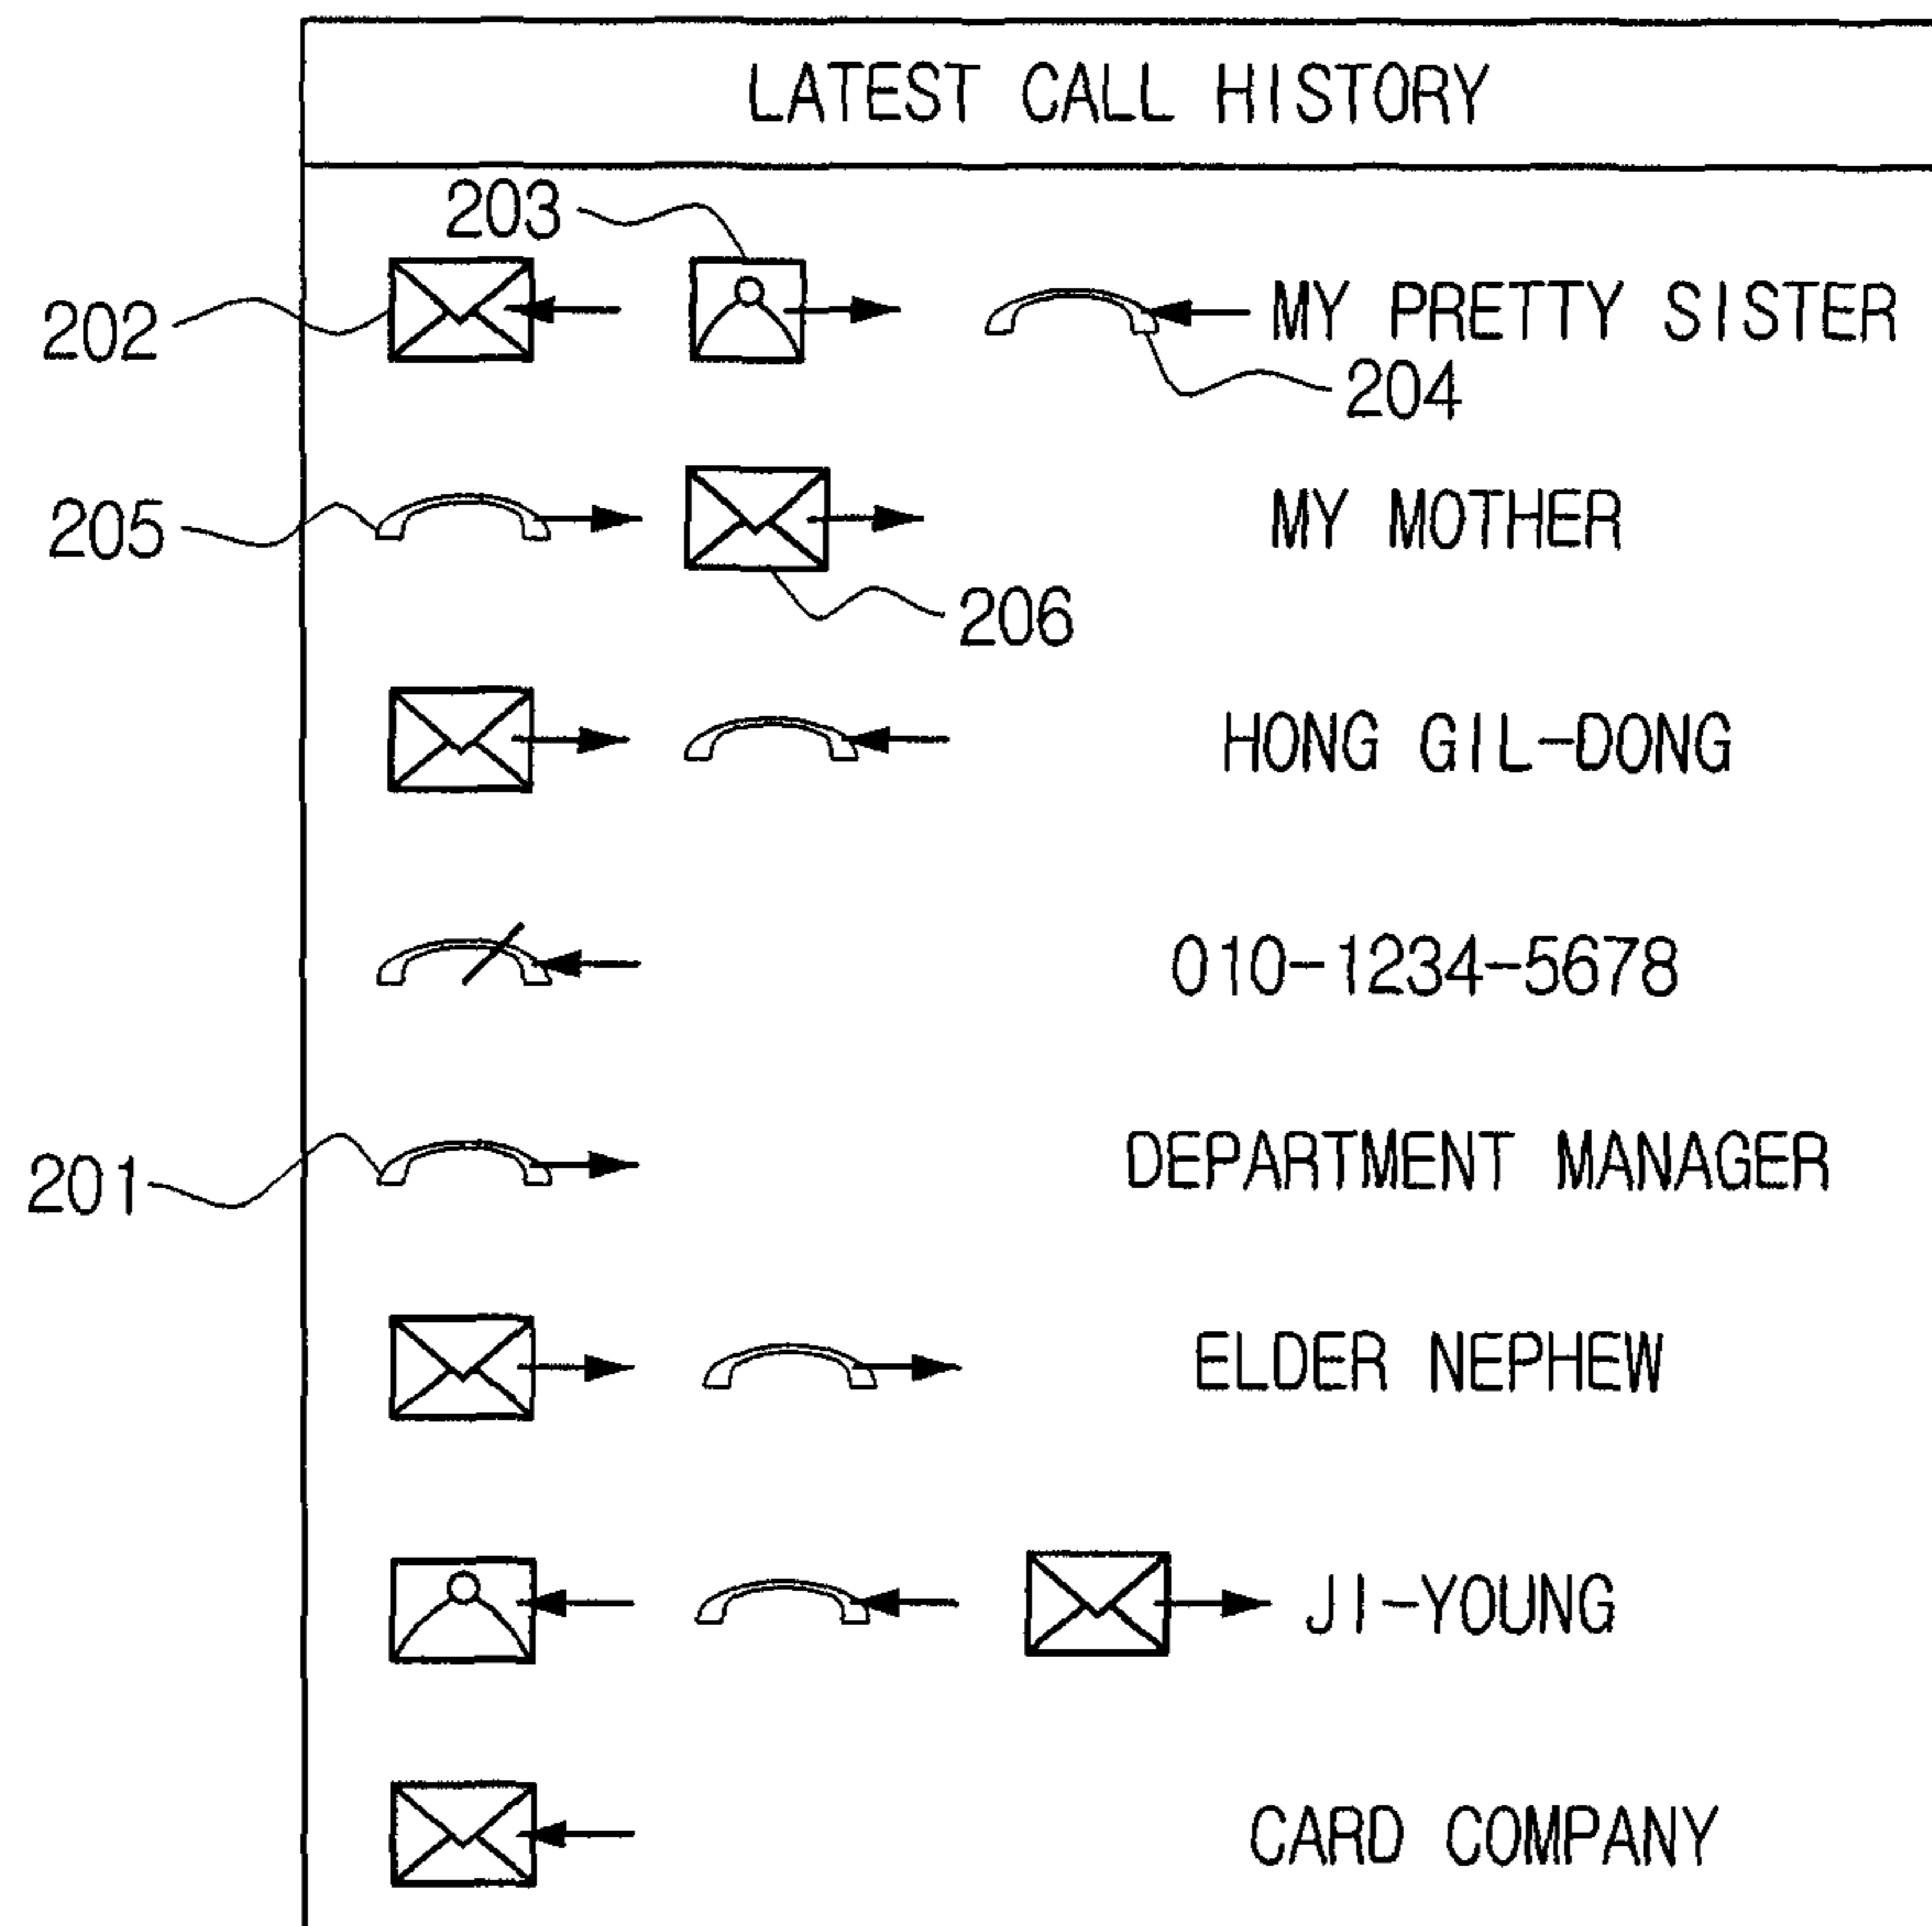 LATEST CALL HISTORY
203
202
MY PRETTY SISTER
204
205
MY MOTHER
206
HONG GIL-DONG
010-1234-5678
201
DEPARTMENT MANAGER
ELDER NEPHEW
JI-YOUNG
CARD COMPANY